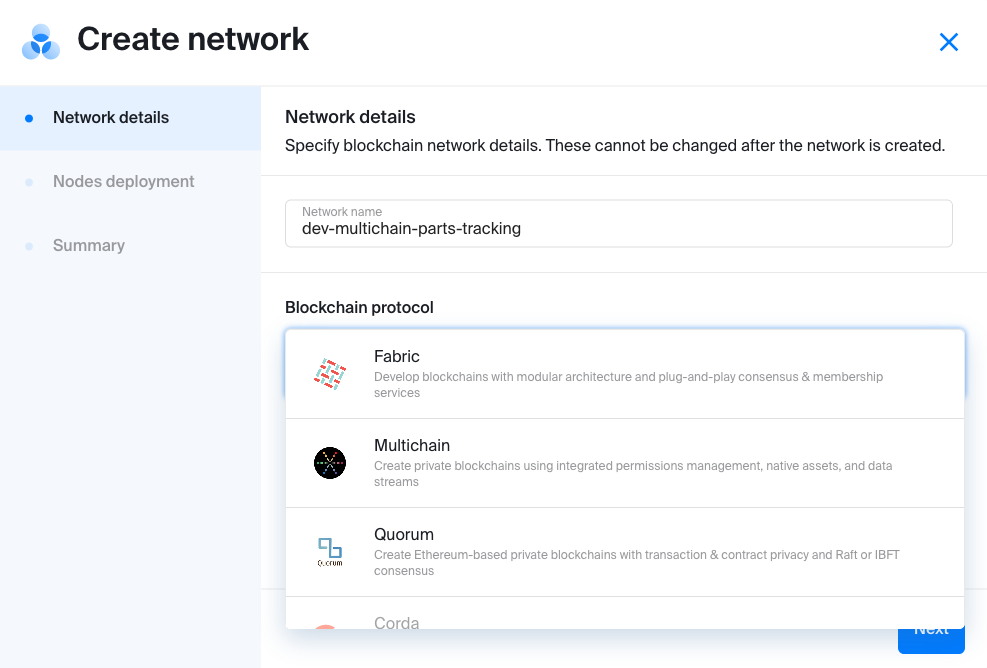 Create network
Network details
Nodes deployment
Summary
Network details
Specify blockchain network details. These cannot be changed after the network is created.
Network name
dev-multichain-parts-tracking
Blockchain protocol
Fabric
Develop blockchains with modular architecture and plug-and-play consensus & membership
services
Multichain
Create private blockchains using integrated permissions management, native assets, and data
streams
Quorum
Quorum
Create Ethereum-based private blockchains with transaction & contract privacy and Raft or IBFT
consensus
Corda
Next